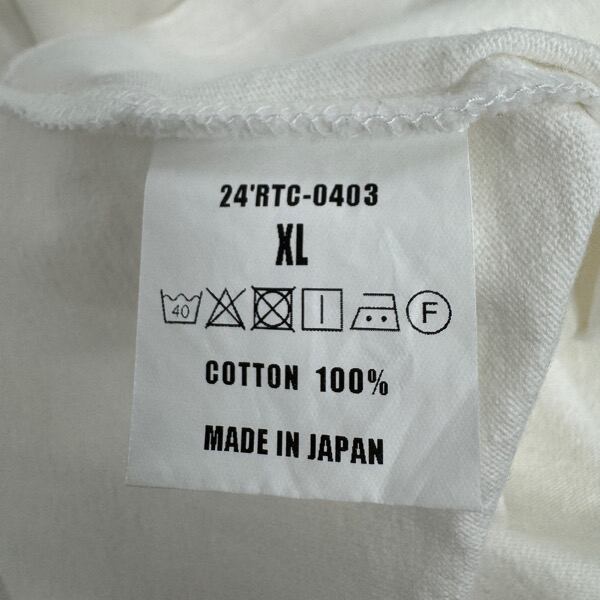 24'RTC-0403
XL
40 F
COTTON 100%
MADE IN JAPAN